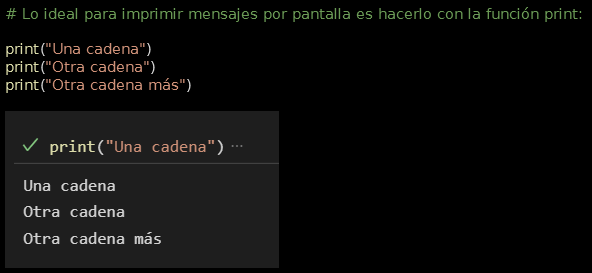 # Lo ideal para imprimir mensajes por pantalla es hacerlo con la función print:
print("Una cadena")
print("Otra cadena")
print("Otra cadena más")
✓ print("Una cadena") ···
Una cadena
Otra cadena
Otra cadena más